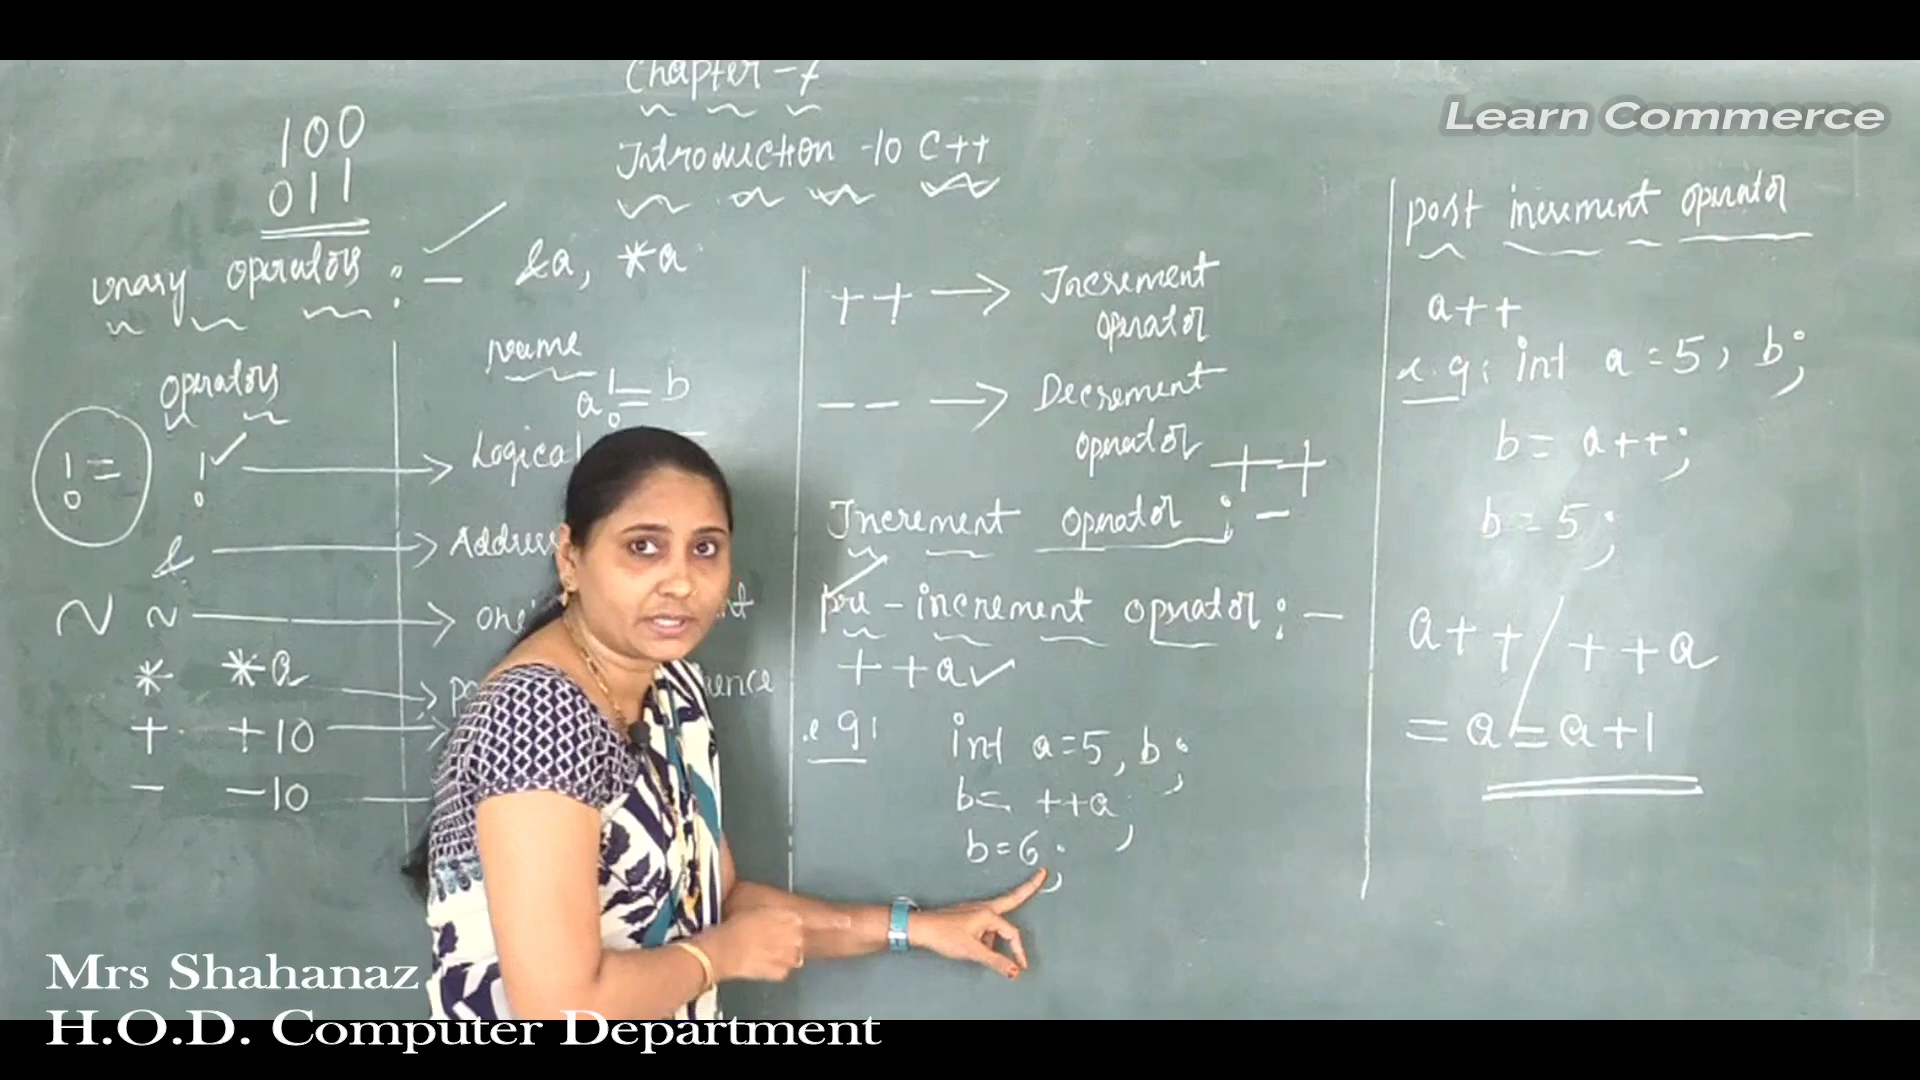 Chapter - 7
Introduction to C++
Learn Commerce
100
011
unary operators :- &a, *a
operators
Name
a != b
!= ! Logical
& Address
~ ~ one
* *a
+ +10
- -10
++ → Increment
operator
-- → Decrement
operator
++
Increment operator :-
pre - increment operator :-
++a
e.g:
int a=5, b;
b= ++a;
b=6;
post increment operator
a++
e.g: int a=5, b;
b= a++;
b=5;
a++ / ++a
= a=a+1
Mrs Shahanaz
H.O.D. Computer Department